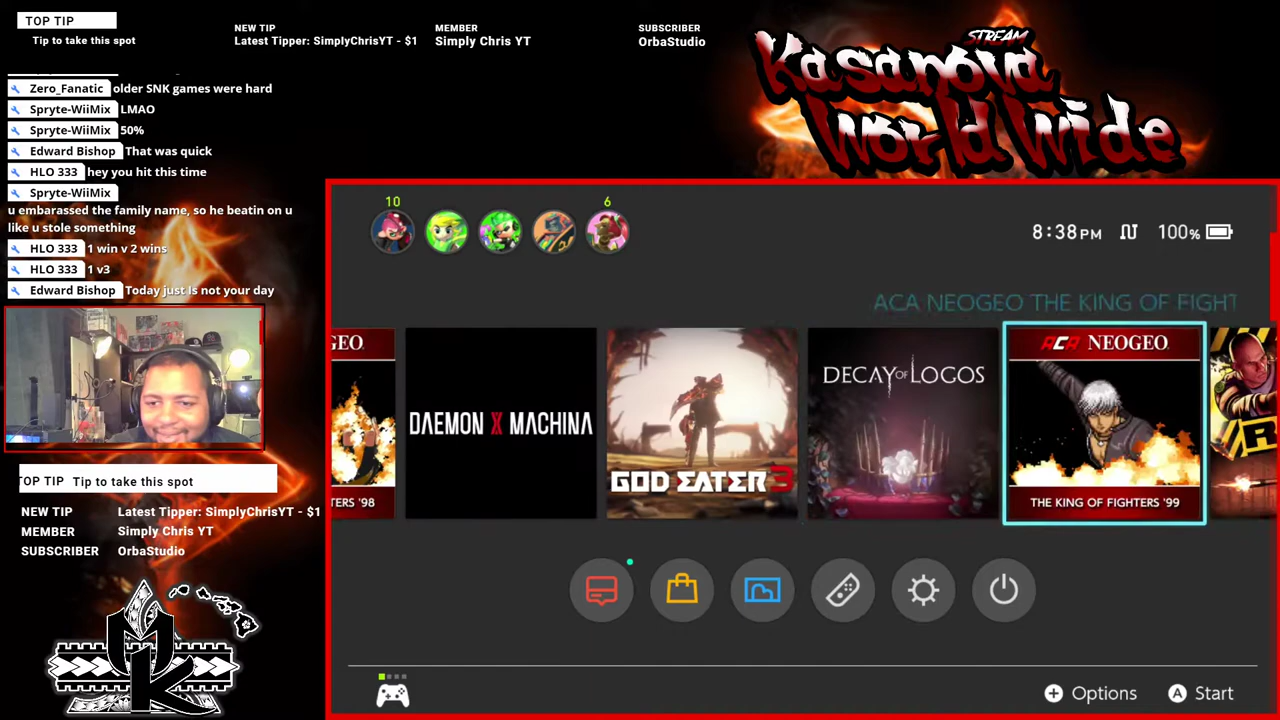 TOP TIP
Tip to take this spot
NEW TIP
Latest Tipper: SimplyChrisYT - $1
MEMBER
Simply Chris YT
SUBSCRIBER
OrbaStudio
STREAM
Kasanova
World Wide
Zero_Fanatic older SNK games were hard
Spryte-WiiMix LMAO
Spryte-WiiMix 50%
Edward Bishop That was quick
HLO 333 hey you hit this time
Spryte-WiiMix
u embarassed the family name, so he beatin on u
like u stole something
HLO 333 1 win v 2 wins
HLO 333 1 v3
Edward Bishop Today just Is not your day
TOP TIP Tip to take this spot
NEW TIP Latest Tipper: SimplyChrisYT - $1
MEMBER Simply Chris YT
SUBSCRIBER OrbaStudio
10
6
8:38 PM
100%
ACA NEOGEO THE KING OF FIGHT
GEO
TERS '98
DAEMON X MACHINA
GOD EATER 3
DECAY OF LOGOS
ACA NEOGEO
THE KING OF FIGHTERS '99
Options
Start